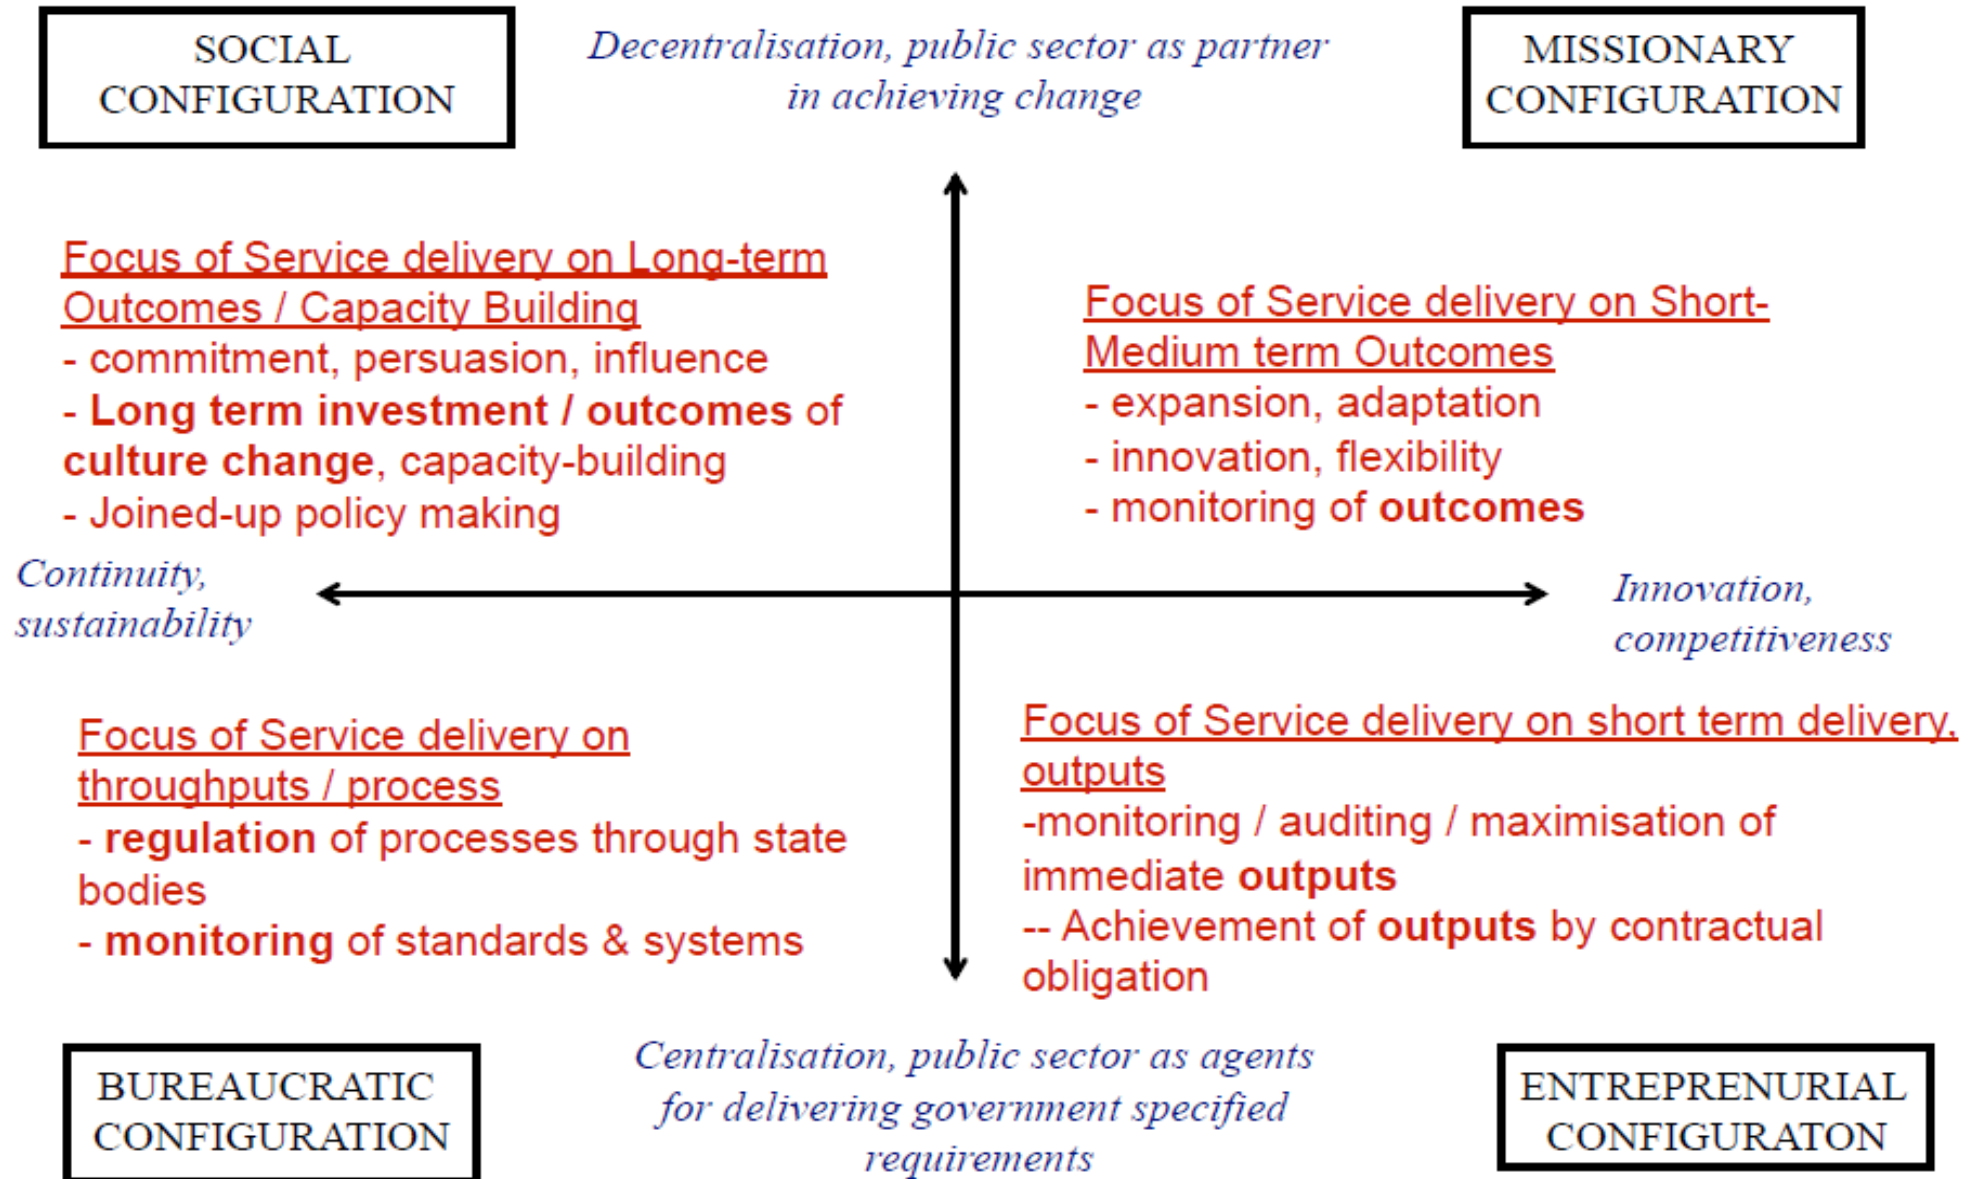 SOCIAL
CONFIGURATION
Decentralisation, public sector as partner
in achieving change
MISSIONARY
CONFIGURATION
Focus of Service delivery on Long-term
Outcomes / Capacity Building
- commitment, persuasion, influence
- Long term investment / outcomes of
culture change, capacity-building
- Joined-up policy making
Focus of Service delivery on Short-
Medium term Outcomes
- expansion, adaptation
- innovation, flexibility
- monitoring of outcomes
Continuity,
sustainability
Innovation,
competitiveness
Focus of Service delivery on
throughputs / process
- regulation of processes through state
bodies
- monitoring of standards & systems
Focus of Service delivery on short term delivery,
outputs
-monitoring / auditing / maximisation of
immediate outputs
-- Achievement of outputs by contractual
obligation
BUREAUCRATIC
CONFIGURATION
Centralisation, public sector as agents
for delivering government specified
requirements
ENTREPRENURIAL
CONFIGURATON